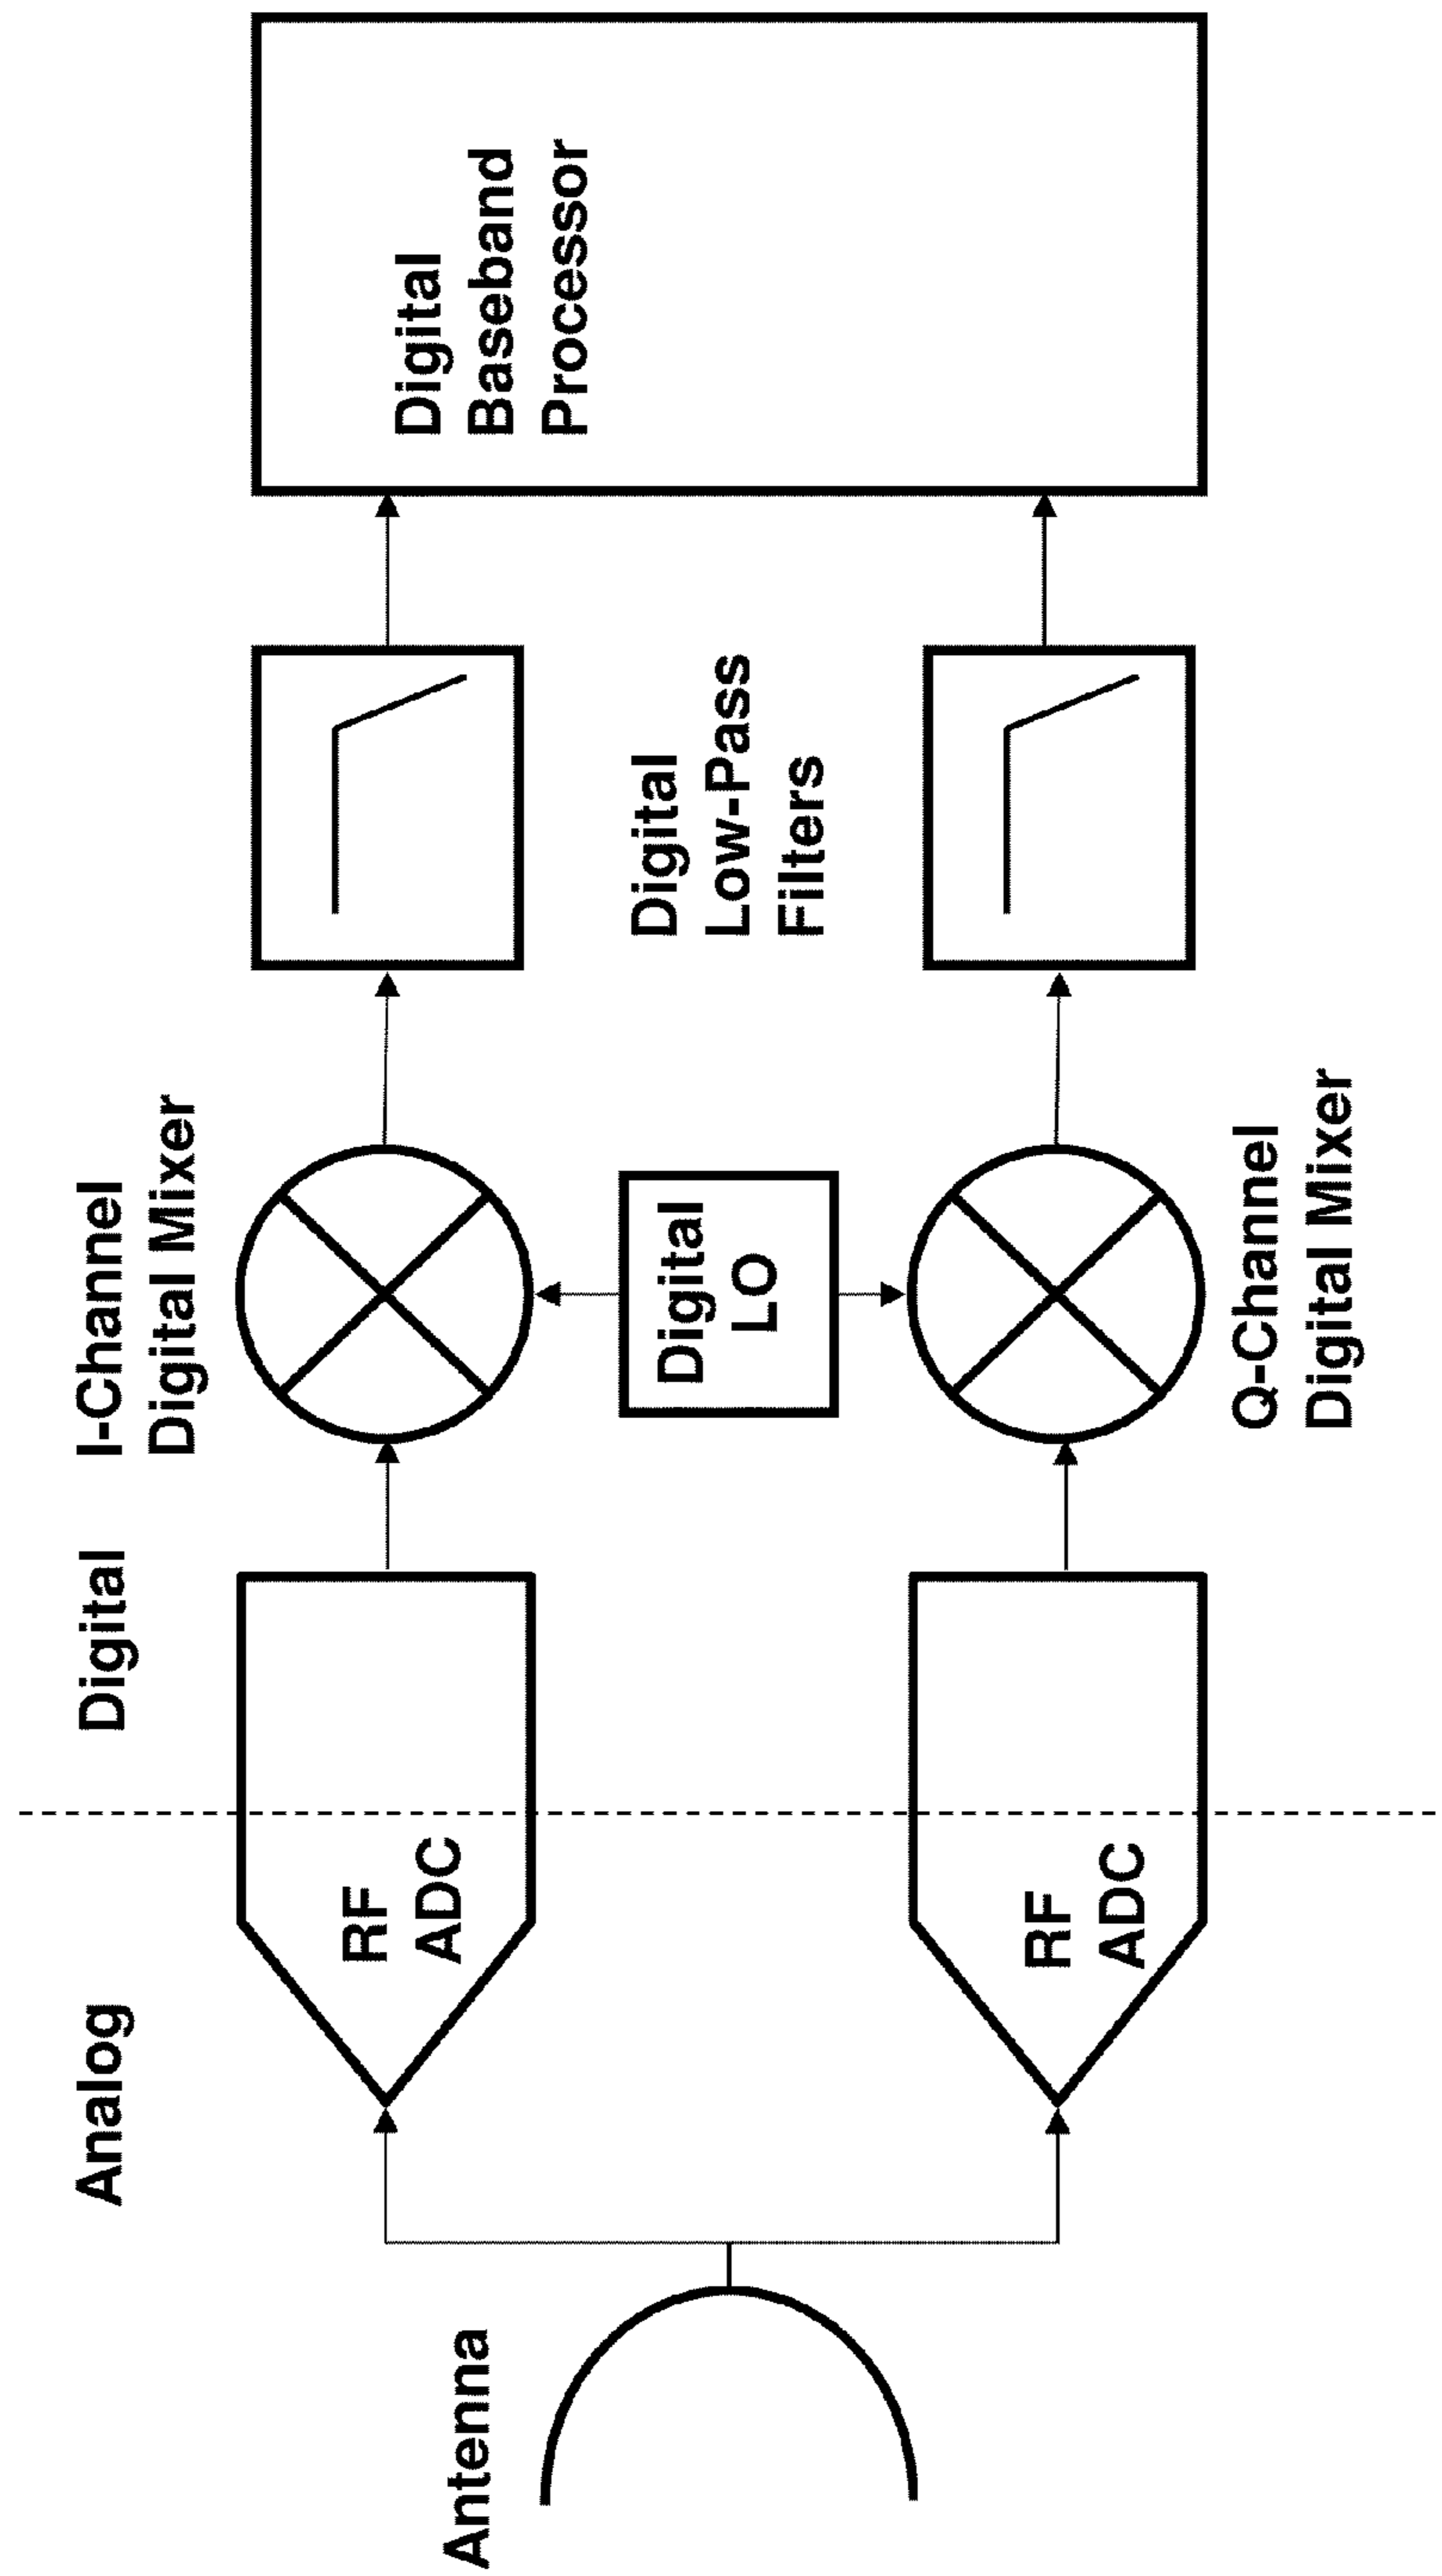 Analog
Digital
I-Channel
Digital Mixer
Antenna
RF
ADC
RF
ADC
Digital
LO
Q-Channel
Digital Mixer
Digital
Low-Pass
Filters
Digital
Baseband
Processor